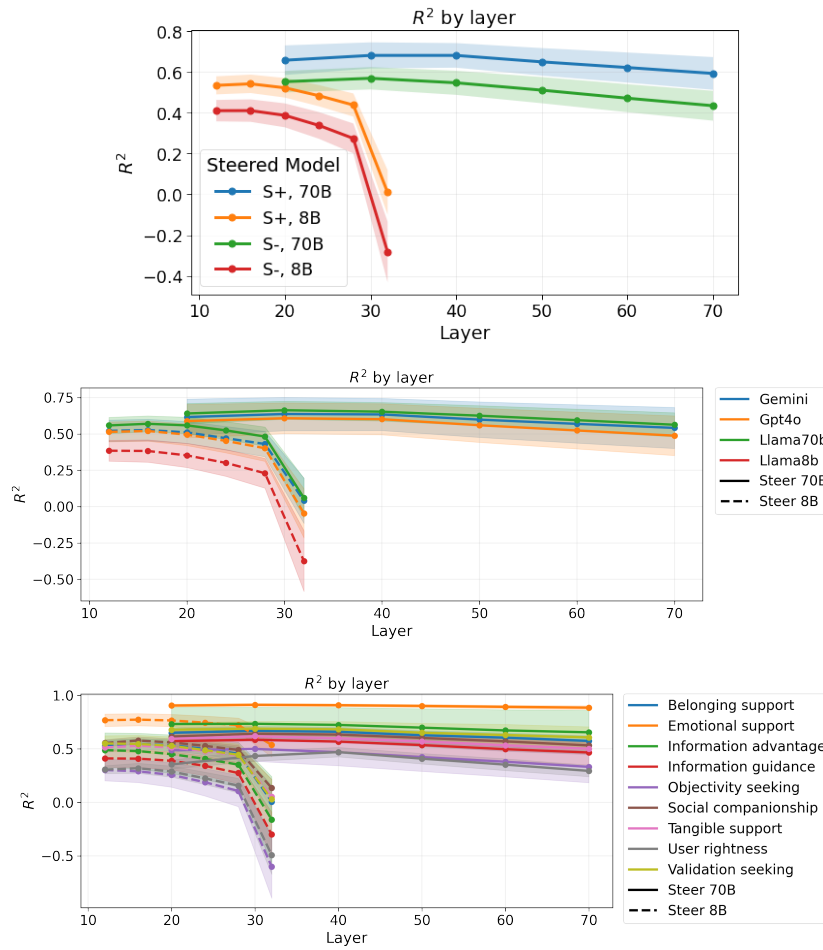 R² by layer
0.8
0.6
0.4
0.2
0.0
−0.2
−0.4
R²
Steered Model
S+, 70B
S+, 8B
S-, 70B
S-, 8B
10 20 30 40 50 60 70
Layer
R² by layer
0.75
0.50
0.25
0.00
−0.25
−0.50
R²
10 20 30 40 50 60 70
Layer
Gemini
Gpt4o
Llama70b
Llama8b
Steer 70B
Steer 8B
R² by layer
1.0
0.5
0.0
−0.5
R²
10 20 30 40 50 60 70
Layer
Belonging support
Emotional support
Information advantage
Information guidance
Objectivity seeking
Social companionship
Tangible support
User rightness
Validation seeking
Steer 70B
Steer 8B